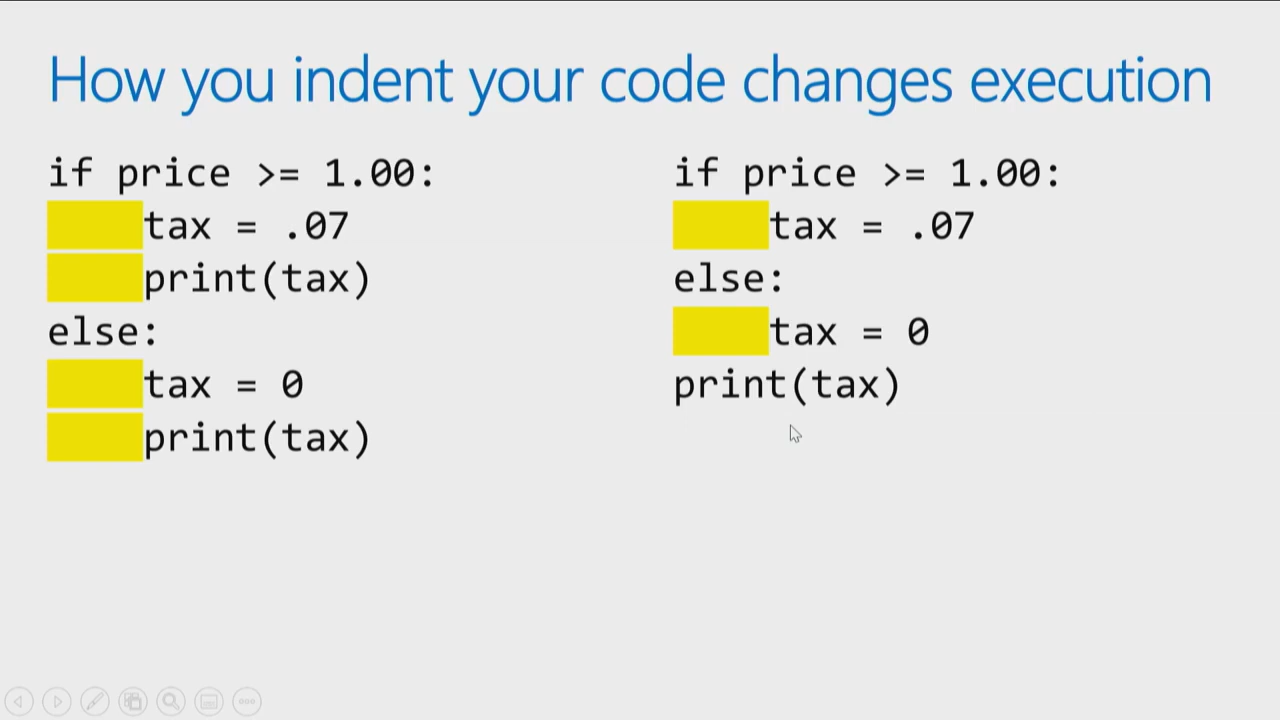 How you indent your code changes execution
if price >= 1.00:
tax = .07
print(tax)
else:
tax = 0
print(tax)
if price >= 1.00:
tax = .07
else:
tax = 0
print(tax)